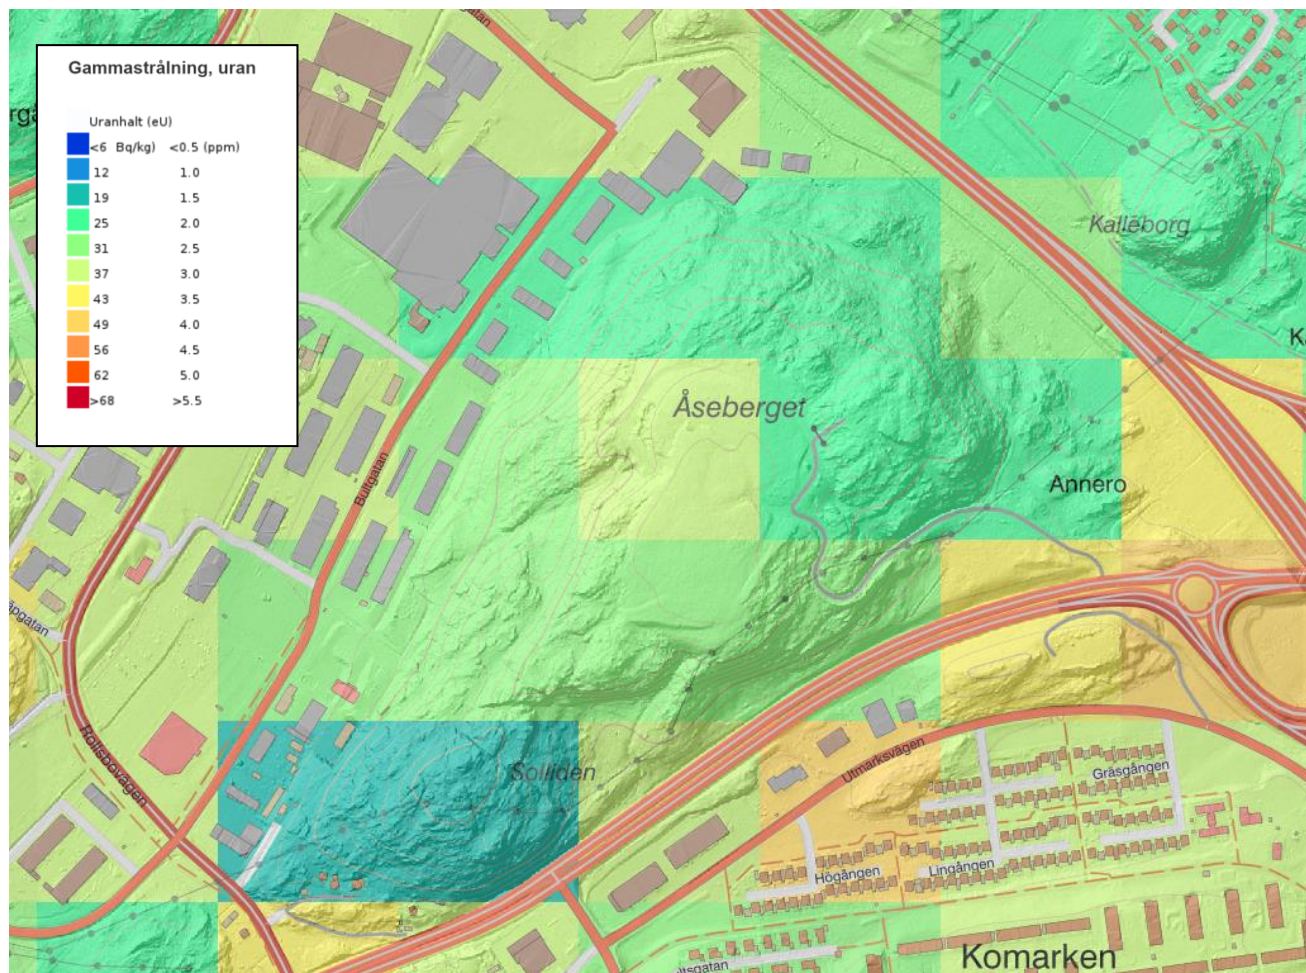 Gammastrålning, uran
Uranhalt (eU)
<6 Bq/kg) <0.5 (ppm)
12 1.0
19 1.5
25 2.0
31 2.5
37 3.0
43 3.5
49 4.0
56 4.5
62 5.0
>68 >5.5
Kalleborg
Åseberget
Bultgatan
Annero
Rollsbovägen
Solliden
Utmarksvägen
Gräsgången
Högången
Lingången
Komarken